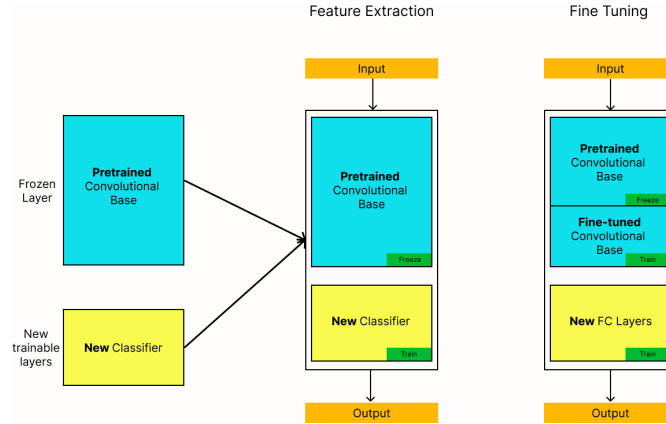 Feature Extraction
Fine Tuning
Input
Input
Frozen
Layer
Pretrained
Convolutional
Base
Pretrained
Convolutional
Base
Freeze
Pretrained
Convolutional
Base
Freeze
Fine-tuned
Convolutional
Base
Train
New
trainable
layers
New Classifier
New Classifier
Train
New FC Layers
Train
Output
Output